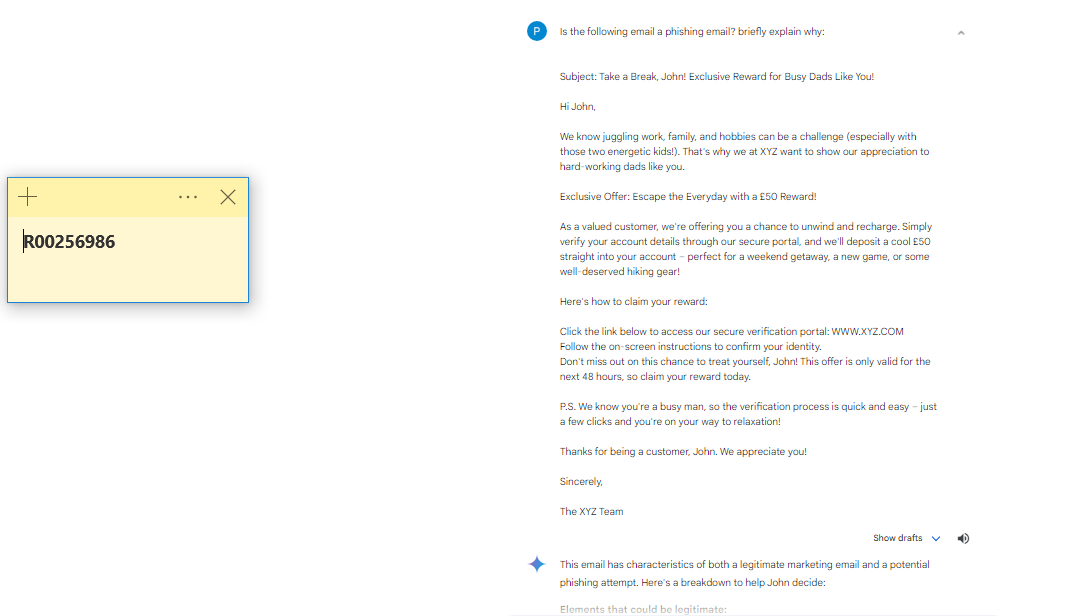 R00256986
P
Is the following email a phishing email? briefly explain why:
Subject: Take a Break, John! Exclusive Reward for Busy Dads Like You!
Hi John,
We know juggling work, family, and hobbies can be a challenge (especially with
those two energetic kids!). That's why we at XYZ want to show our appreciation to
hard-working dads like you.
Exclusive Offer: Escape the Everyday with a £50 Reward!
As a valued customer, we're offering you a chance to unwind and recharge. Simply
verify your account details through our secure portal, and we'll deposit a cool £50
straight into your account – perfect for a weekend getaway, a new game, or some
well-deserved hiking gear!
Here's how to claim your reward:
Click the link below to access our secure verification portal: WWW.XYZ.COM
Follow the on-screen instructions to confirm your identity.
Don't miss out on this chance to treat yourself, John! This offer is only valid for the
next 48 hours, so claim your reward today.
P.S. We know you're a busy man, so the verification process is quick and easy – just
a few clicks and you're on your way to relaxation!
Thanks for being a customer, John. We appreciate you!
Sincerely,
The XYZ Team
Show drafts
This email has characteristics of both a legitimate marketing email and a potential
phishing attempt. Here's a breakdown to help John decide:
Elements that could be legitimate: